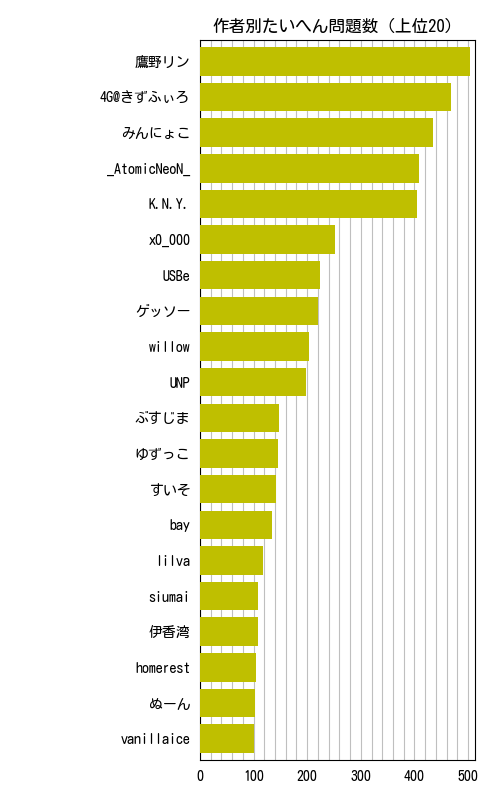 作者別たいへん問題数 (上位20)
鷹野リン
4G@きずふぃろ
みんにょこ
_AtomicNeoN_
K.N.Y.
x0_000
USBe
ゲッソー
willow
UNP
ぶすじま
ゆずっこ
すいそ
bay
lilva
siumai
伊香湾
homerest
ぬーん
vanillaice
0 100 200 300 400 500